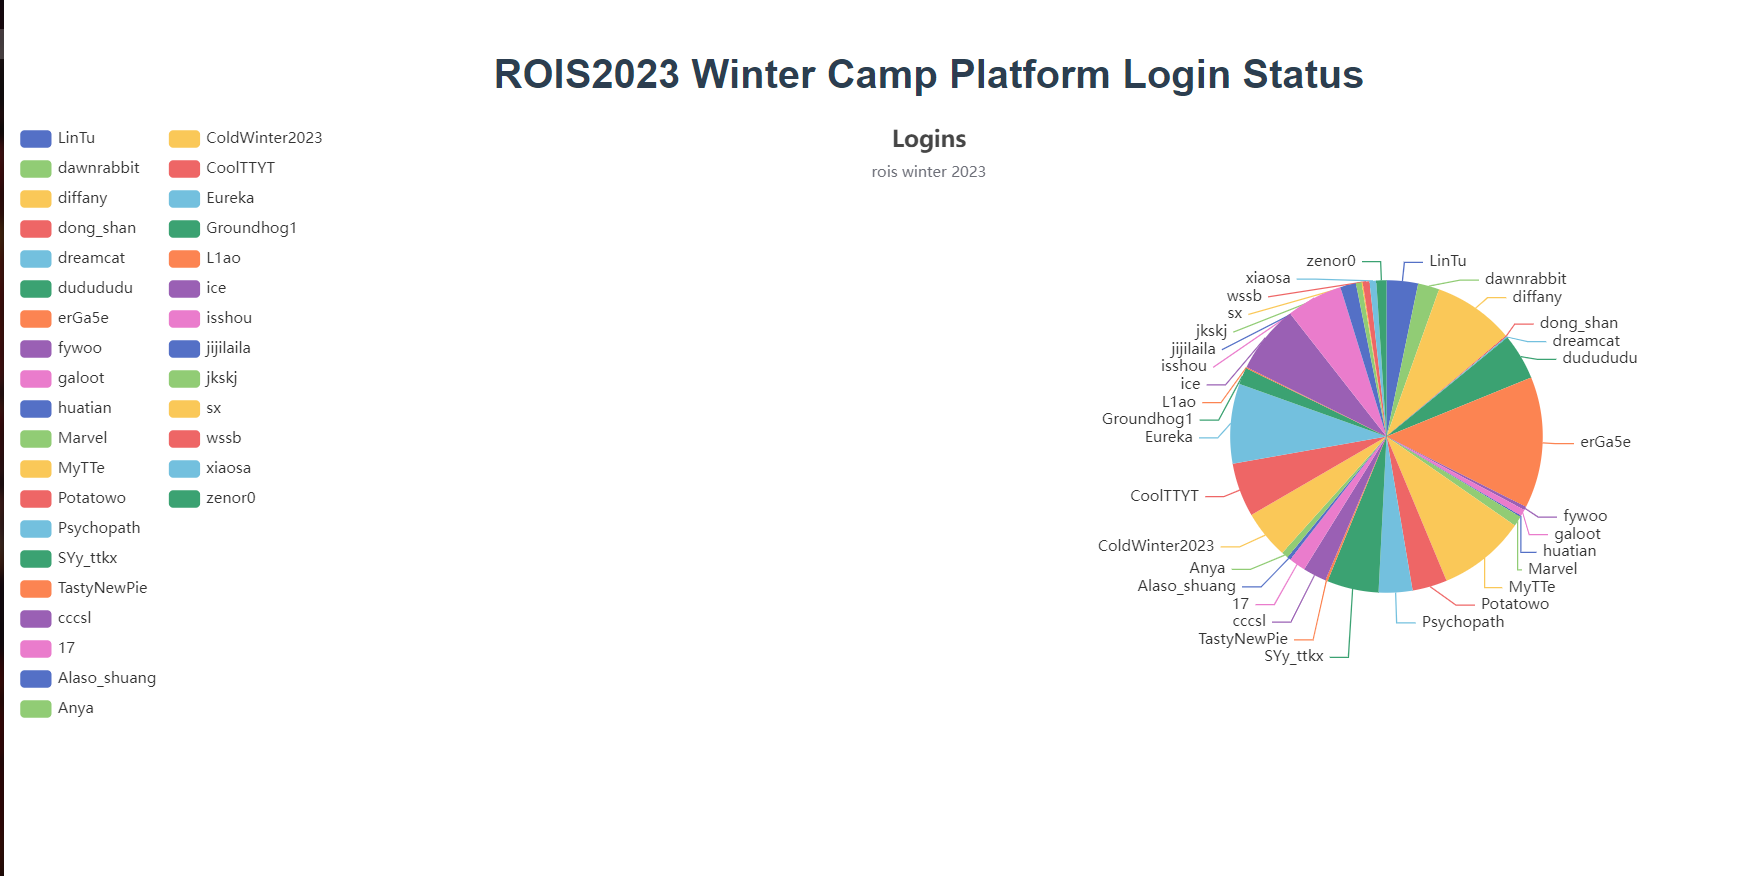 ROIS2023 Winter Camp Platform Login Status
Logins
rois winter 2023
LinTu
dawnrabbit
diffany
dong_shan
dreamcat
dudududu
erGa5e
fywoo
galoot
huatian
Marvel
MyTTe
Potatowo
Psychopath
SYy_ttkx
TastyNewPie
cccsl
17
Alaso_shuang
Anya
ColdWinter2023
CoolTTYT
Eureka
Groundhog1
L1ao
ice
isshou
jijilaila
jkskj
sx
wssb
xiaosa
zenor0
LinTu
dawnrabbit
diffany
dong_shan
dreamcat
dudududu
erGa5e
fywoo
galoot
huatian
Marvel
MyTTe
Potatowo
Psychopath
SYy_ttkx
TastyNewPie
cccsl
17
Alaso_shuang
Anya
ColdWinter2023
CoolTTYT
Eureka
Groundhog1
L1ao
ice
isshou
jijilaila
jkskj
sx
wssb
xiaosa
zenor0